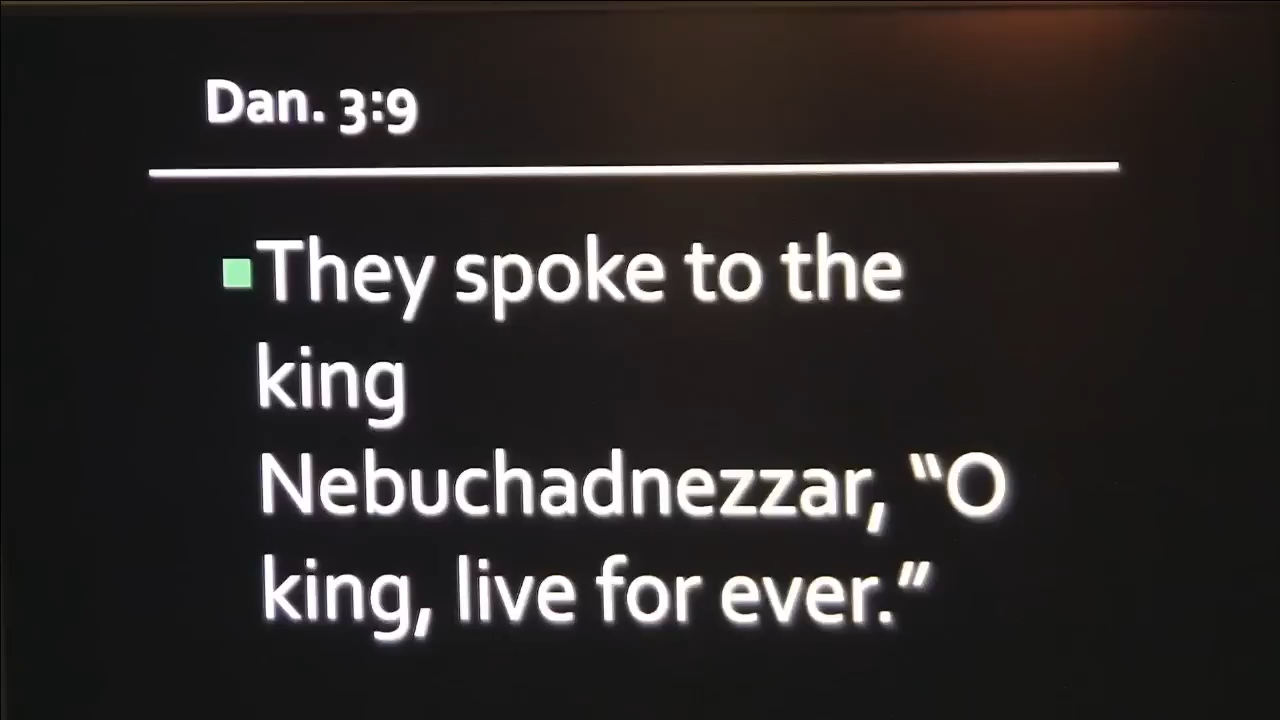 Dan. 3:9
They spoke to the
king
Nebuchadnezzar, “O
king, live for ever.”